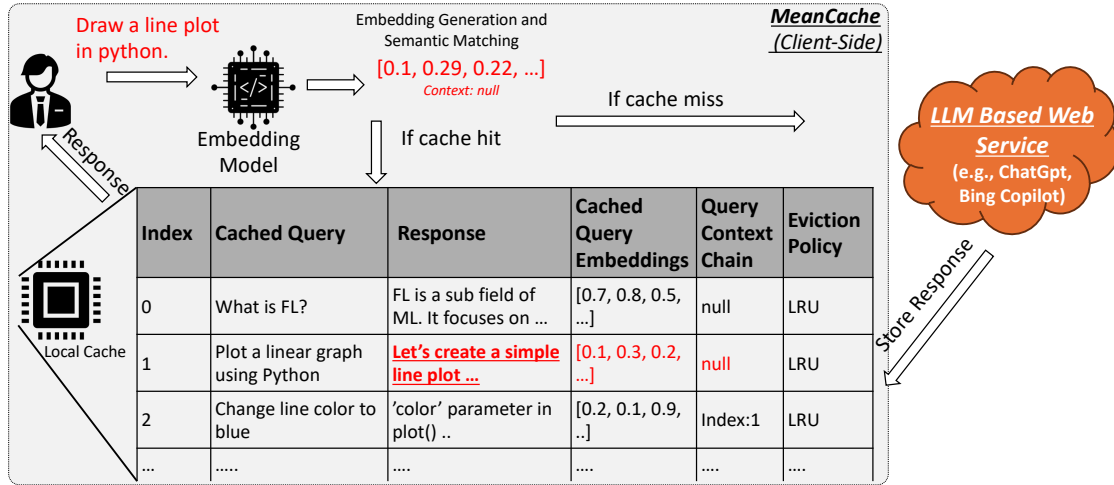 Draw a line plot
in python.
Embedding Generation and
Semantic Matching
[0.1, 0.29, 0.22, ...]
Context: null
MeanCache
(Client-Side)
</>
Embedding
Model
If cache hit
If cache miss
LLM Based Web
Service
(e.g., ChatGpt,
Bing Copilot)
Response
Store Response
Local Cache
Index
Cached Query
Response
Cached
Query
Embeddings
Query
Context
Chain
Eviction
Policy
0
What is FL?
FL is a sub field of
ML. It focuses on ...
[0.7, 0.8, 0.5,
...]
null
LRU
1
Plot a linear graph
using Python
Let's create a simple
line plot ...
[0.1, 0.3, 0.2,
...]
null
LRU
2
Change line color to
blue
'color' parameter in
plot() ..
[0.2, 0.1, 0.9,
..]
Index:1
LRU
...
.....
....
....
....
....